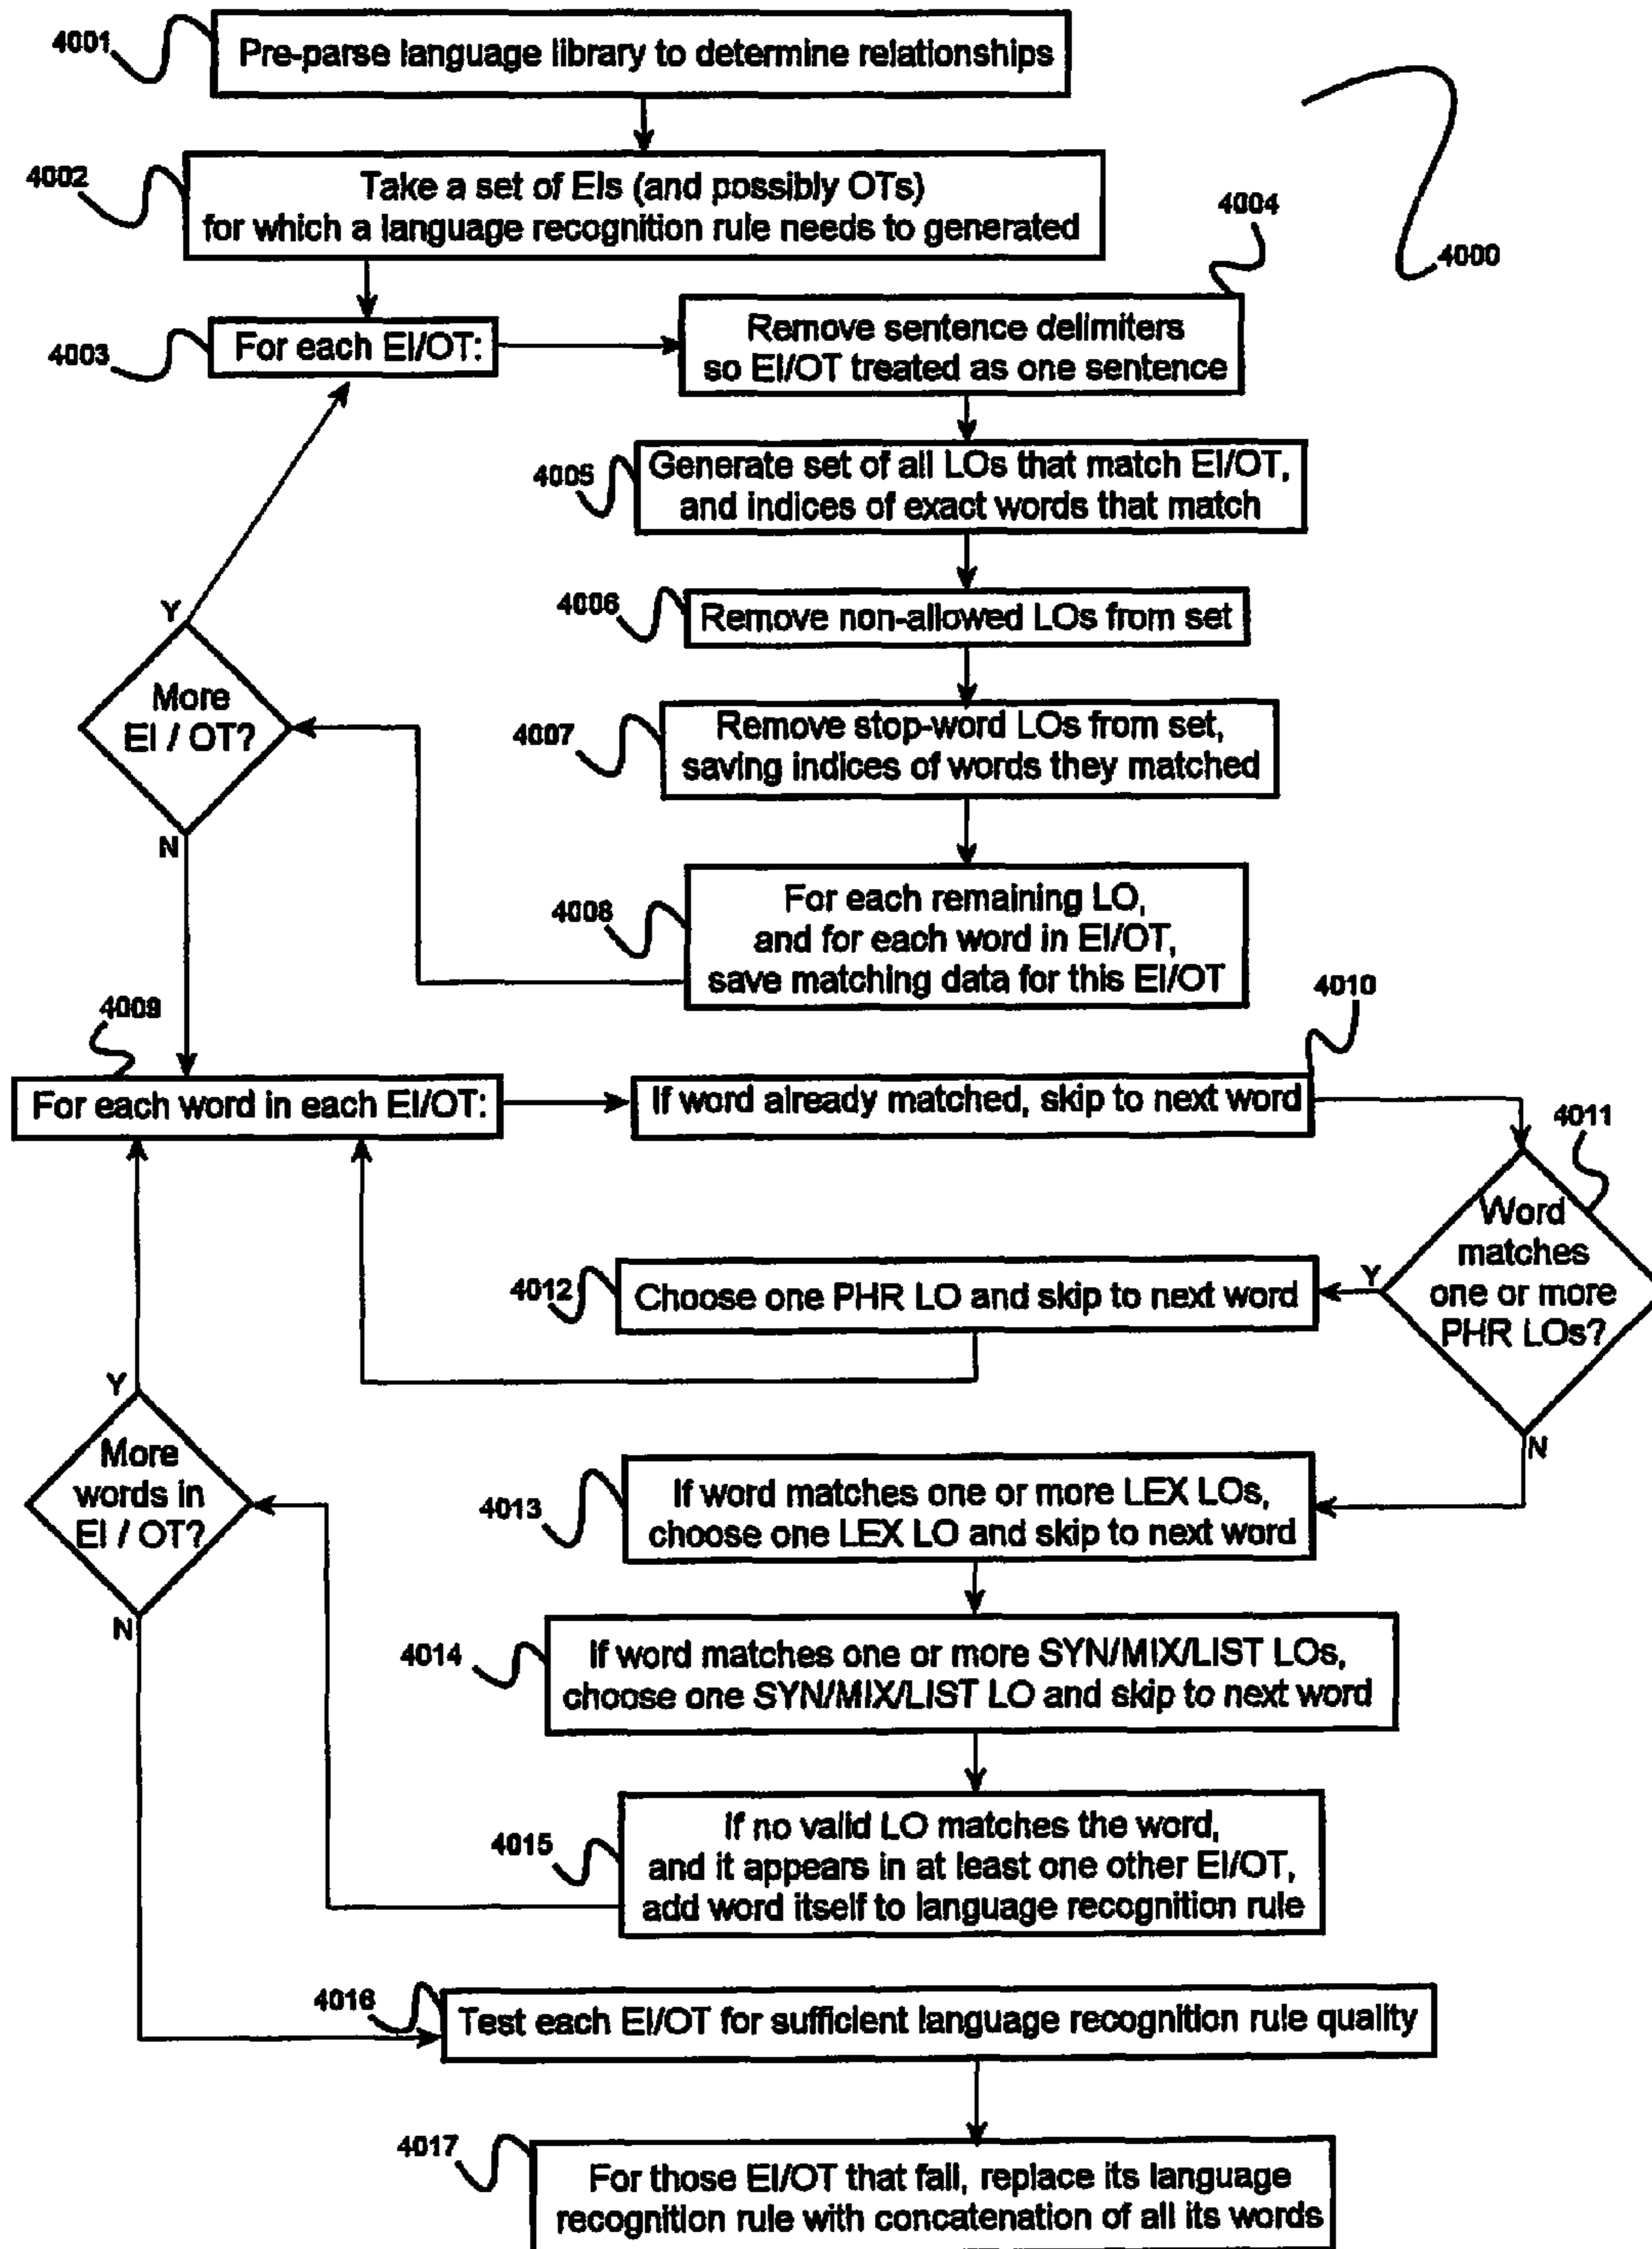 4001
Pre-parse language library to determine relationships
4002
Take a set of EIs (and possibly OTs)
for which a language recognition rule needs to generated
4004
4000
4003
For each EI/OT:
Remove sentence delimiters
so EI/OT treated as one sentence
4005
Generate set of all LOs that match EI/OT,
and indices of exact words that match
4006
Remove non-allowed LOs from set
Y
More
EI / OT?
N
4007
Remove stop-word LOs from set,
saving indices of words they matched
4008
For each remaining LO,
and for each word in EI/OT,
save matching data for this EI/OT
4009
For each word in each EI/OT:
4010
If word already matched, skip to next word
4011
Word
matches
one or more
PHR LOs?
Y
N
4012
Choose one PHR LO and skip to next word
4013
If word matches one or more LEX LOs,
choose one LEX LO and skip to next word
Y
More
words in
EI / OT?
N
4014
If word matches one or more SYN/MIX/LIST LOs,
choose one SYN/MIX/LIST LO and skip to next word
4015
If no valid LO matches the word,
and it appears in at least one other EI/OT,
add word itself to language recognition rule
4016
Test each EI/OT for sufficient language recognition rule quality
4017
For those EI/OT that fail, replace its language
recognition rule with concatenation of all its words